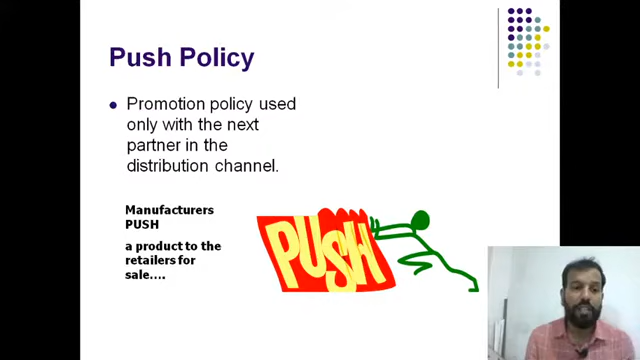 Push Policy
Promotion policy used
only with the next
partner in the
distribution channel.
Manufacturers
PUSH
a product to the
retailers for
sale....
PUSH